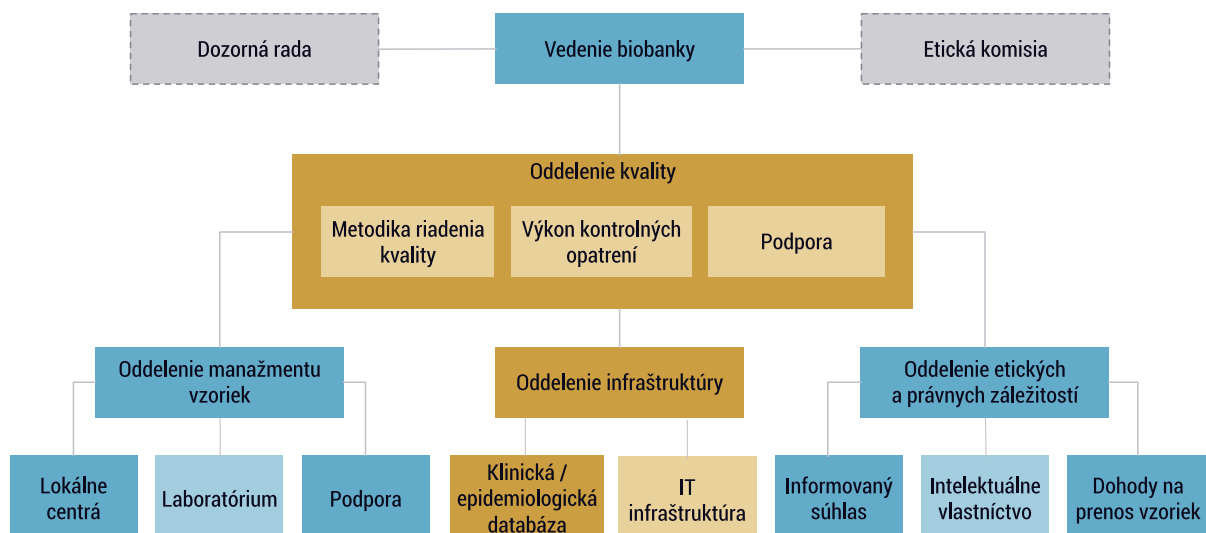 Dozorná rada
Vedenie biobanky
Etická komisia
Oddelenie kvality
Metodika riadenia
kvality
Výkon kontrolných
opatrení
Podpora
Oddelenie manažmentu
vzoriek
Oddelenie infraštruktúry
Oddelenie etických
a právnych záležitostí
Lokálne
centrá
Laboratórium
Podpora
Klinická /
epidemiologická
databáza
IT
infraštruktúra
Informovaný
súhlas
Intelektuálne
vlastníctvo
Dohody na
prenos vzoriek